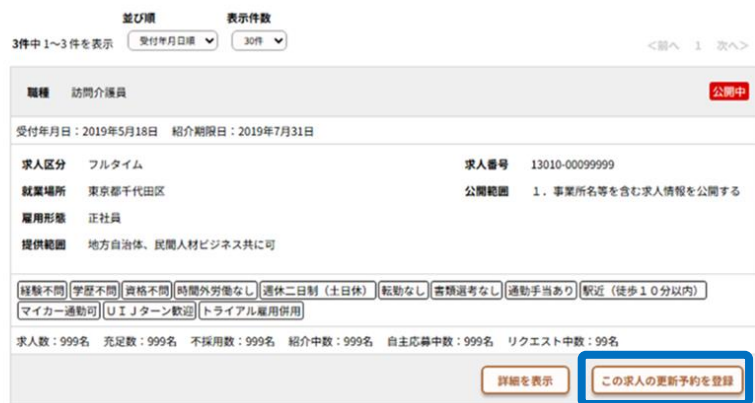 並び順 表示件数
3件中 1～3 件を表示 受付年月日順 30件 <前へ 1 次へ>
職種 訪問介護員 公開中
受付年月日：2019年5月18日 紹介期限日：2019年7月31日
求人区分 フルタイム 求人番号 13010-00099999
就業場所 東京都千代田区 公開範囲 １．事業所名等を含む求人情報を公開する
雇用形態 正社員
提供範囲 地方自治体、民間人材ビジネス共に可
経験不問 学歴不問 資格不問 時間外労働なし 週休二日制（土日休） 転勤なし 書類選考なし 通勤手当あり 駅近（徒歩１０分以内）
マイカー通勤可 ＵＩＪターン歓迎 トライアル雇用併用
求人数：999名 充足数：999名 不採用数：999名 紹介中数：999名 自主応募中数：999名 リクエスト中数：99名
詳細を表示 この求人の更新予約を登録